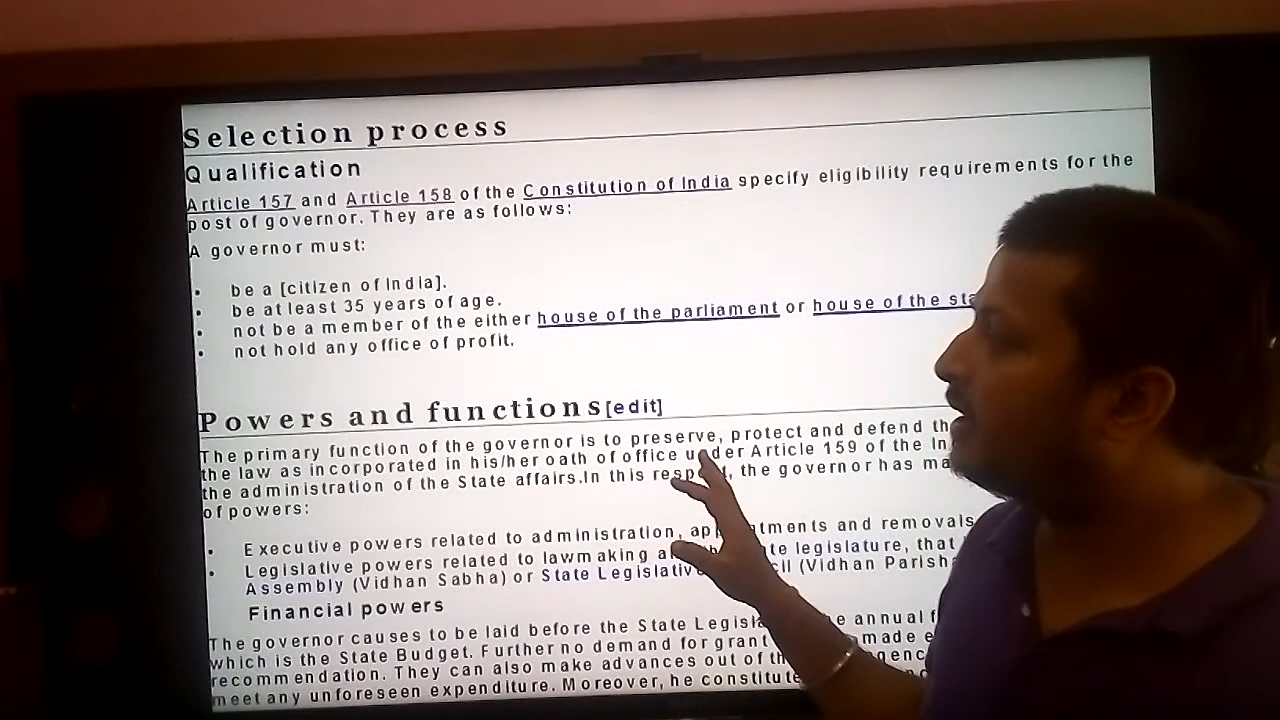 Selection process
Qualification
Article 157 and Article 158 of the Constitution of India specify eligibility requirements for the
post of governor. They are as follows:
A governor must:
• be a [citizen of India].
• be at least 35 years of age.
• not be a member of the either house of the parliament or house of the
• not hold any office of profit.
Powers and functions[edit]
The primary function of the governor is to preserve, protect and defend
the law as incorporated in his/her oath of office under Article 159 of the
the administration of the State affairs.In this the governor has
of powers:
• Executive powers related to administration, and removals
• Legislative powers related to lawmaking legislature, that
Assembly (Vidhan Sabha) or State (Vidhan
Financial powers
The governor causes to be laid before the State annual
which is the State Budget. Further no demand for grant made
recommendation. They can also make advances out of
meet any unforeseen expenditure. Moreover, he